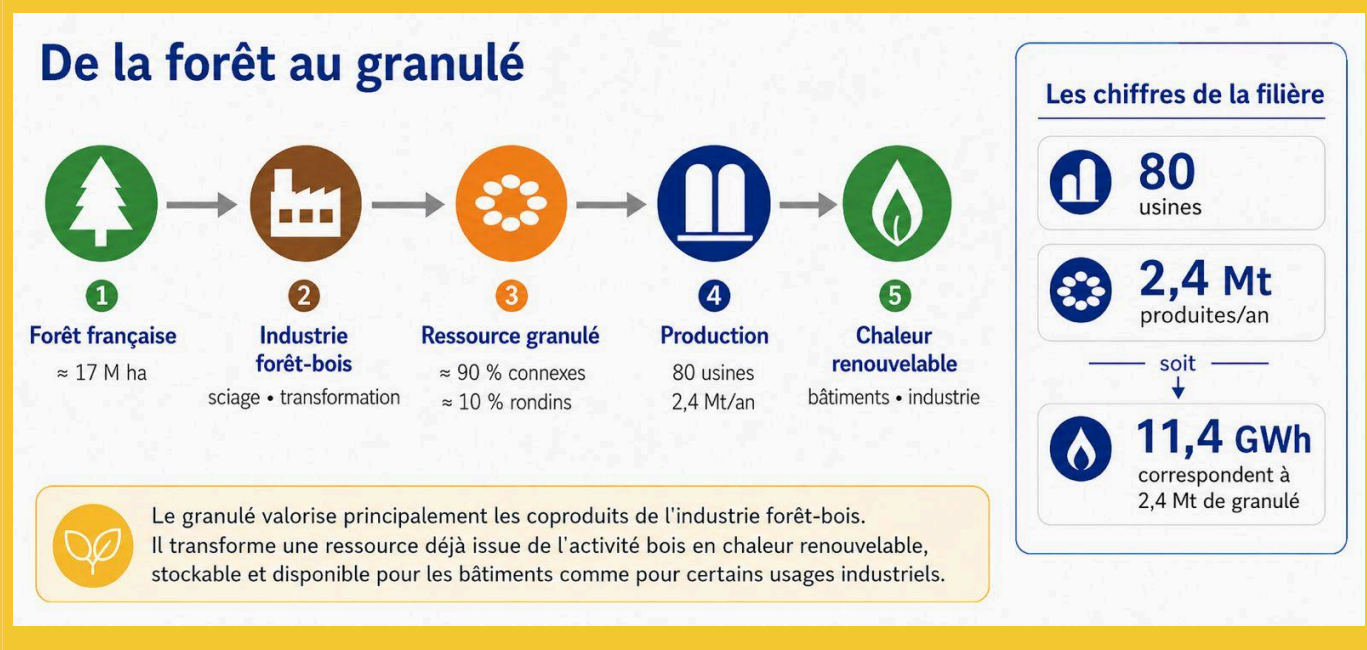 De la forêt au granulé
1
Forêt française
≈ 17 M ha
2
Industrie
forêt-bois
sciage • transformation
3
Ressource granulé
≈ 90 % connexes
≈ 10 % rondins
4
Production
80 usines
2,4 Mt/an
5
Chaleur
renouvelable
bâtiments • industrie
Le granulé valorise principalement les coproduits de l'industrie forêt-bois.
Il transforme une ressource déjà issue de l'activité bois en chaleur renouvelable,
stockable et disponible pour les bâtiments comme pour certains usages industriels.
Les chiffres de la filière
80
usines
2,4 Mt
produites/an
soit
11,4 GWh
correspondent à
2,4 Mt de granulé